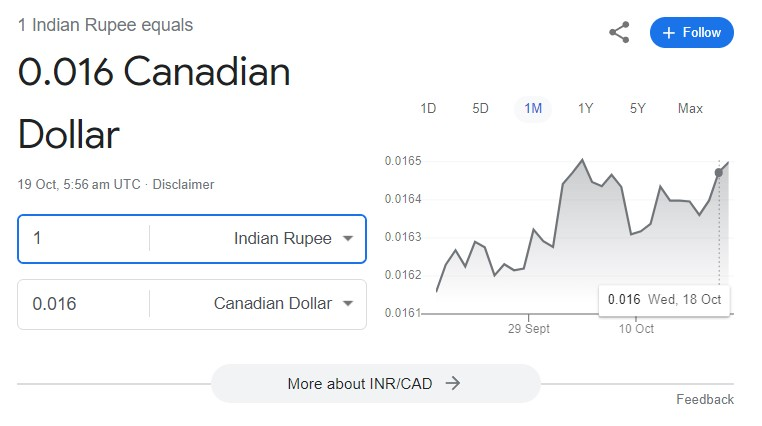 1 Indian Rupee equals
0.016 Canadian
Dollar
19 Oct, 5:56 am UTC · Disclaimer
1 Indian Rupee
0.016 Canadian Dollar
+ Follow
1D 5D 1M 1Y 5Y Max
0.0165
0.0164
0.0163
0.0162
0.0161
0.016 Wed, 18 Oct
29 Sept 10 Oct
More about INR/CAD →
Feedback